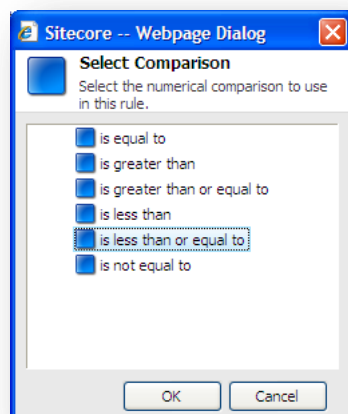 Sitecore -- Webpage Dialog
Select Comparison
Select the numerical comparison to use
in this rule.
is equal to
is greater than
is greater than or equal to
is less than
is less than or equal to
is not equal to
OK
Cancel